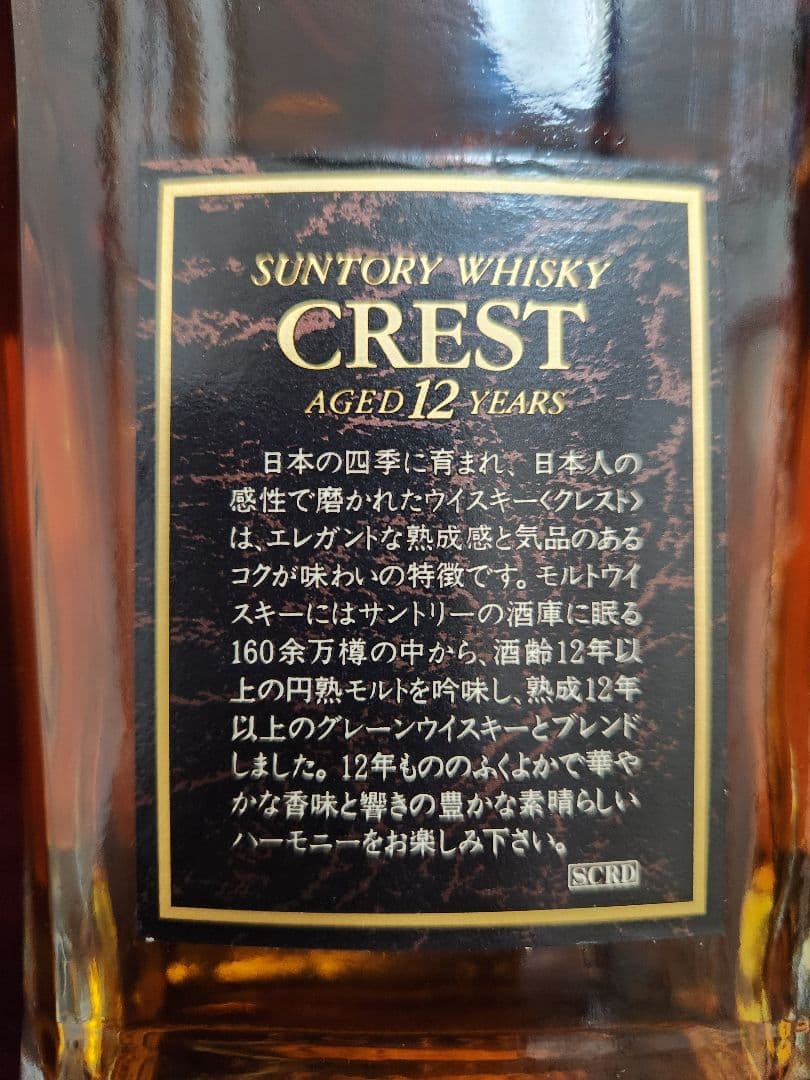 SUNTORY WHISKY
CREST
AGED 12 YEARS
日本の四季に育まれ、日本人の
感性で磨かれたウイスキー〈クレスト〉
は、エレガントな熟成感と気品のある
コクが味わいの特徴です。モルトウイ
スキーにはサントリーの酒庫に眠る
160余万樽の中から、酒齢12年以
上の円熟モルトを吟味し、熟成12年
以上のグレーンウイスキーとブレンド
しました。12年もののふくよかで華や
かな香味と響きの豊かな素晴らしい
ハーモニーをお楽しみ下さい。
SCRD